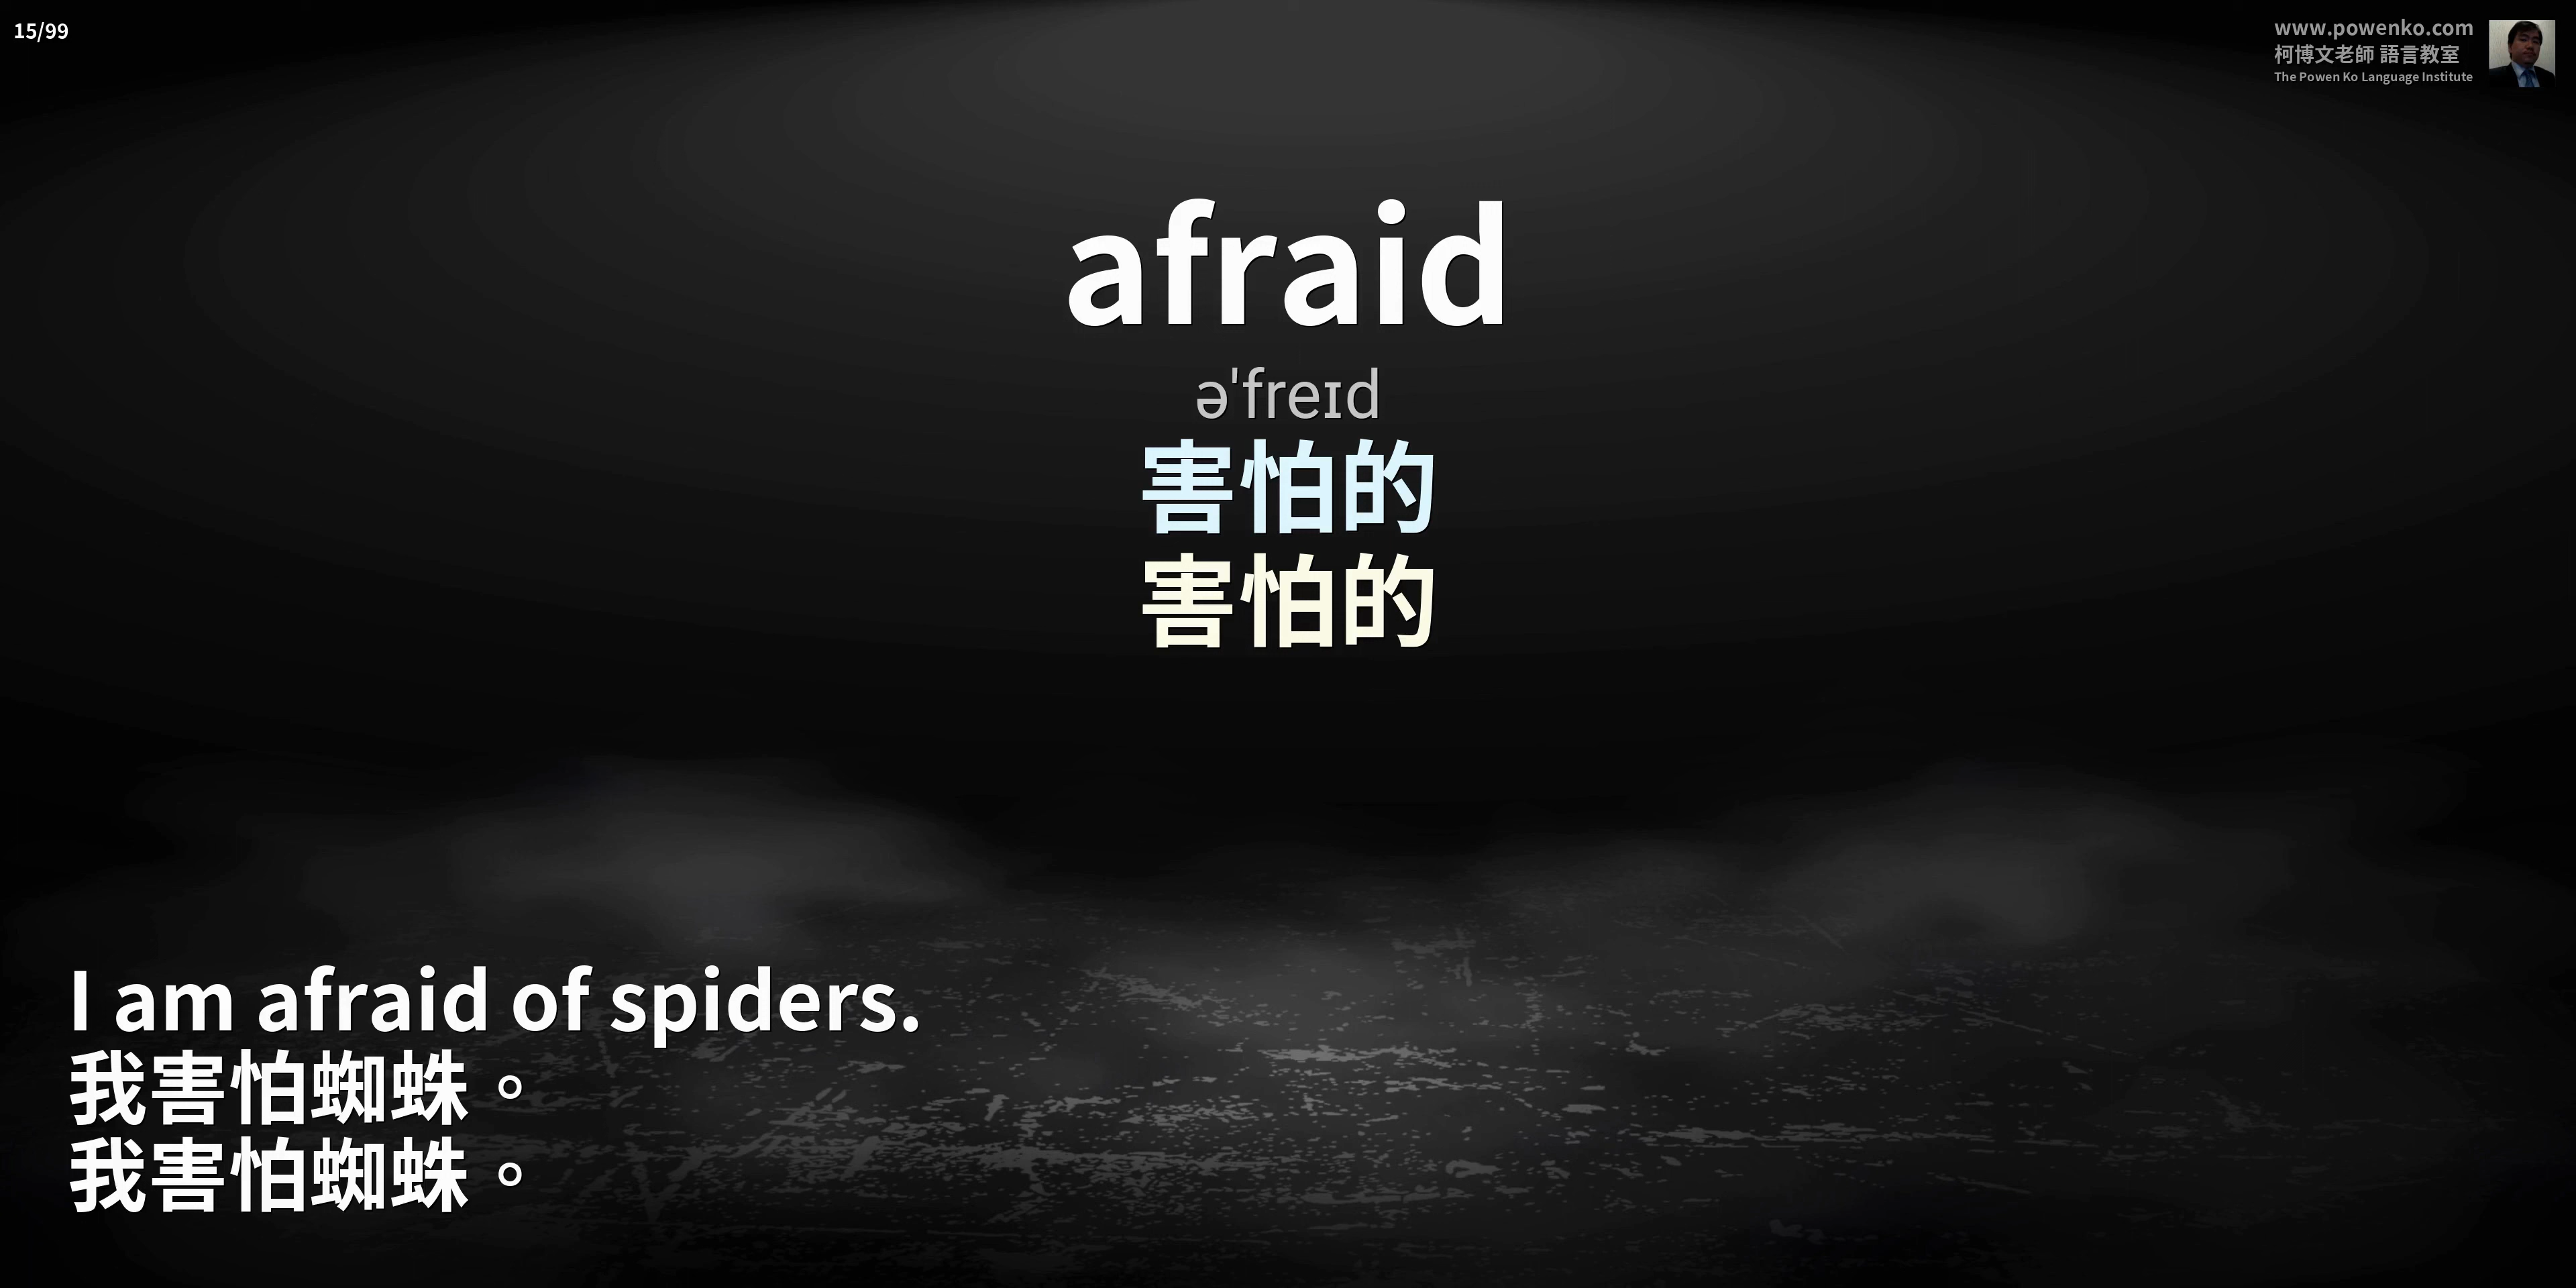 15/99
www.powenko.com
柯博文老師 語言教室
The Powen Ko Language Institute
afraid
ə'freɪd
害怕的
害怕的
I am afraid of spiders.
我害怕蜘蛛。
我害怕蜘蛛。